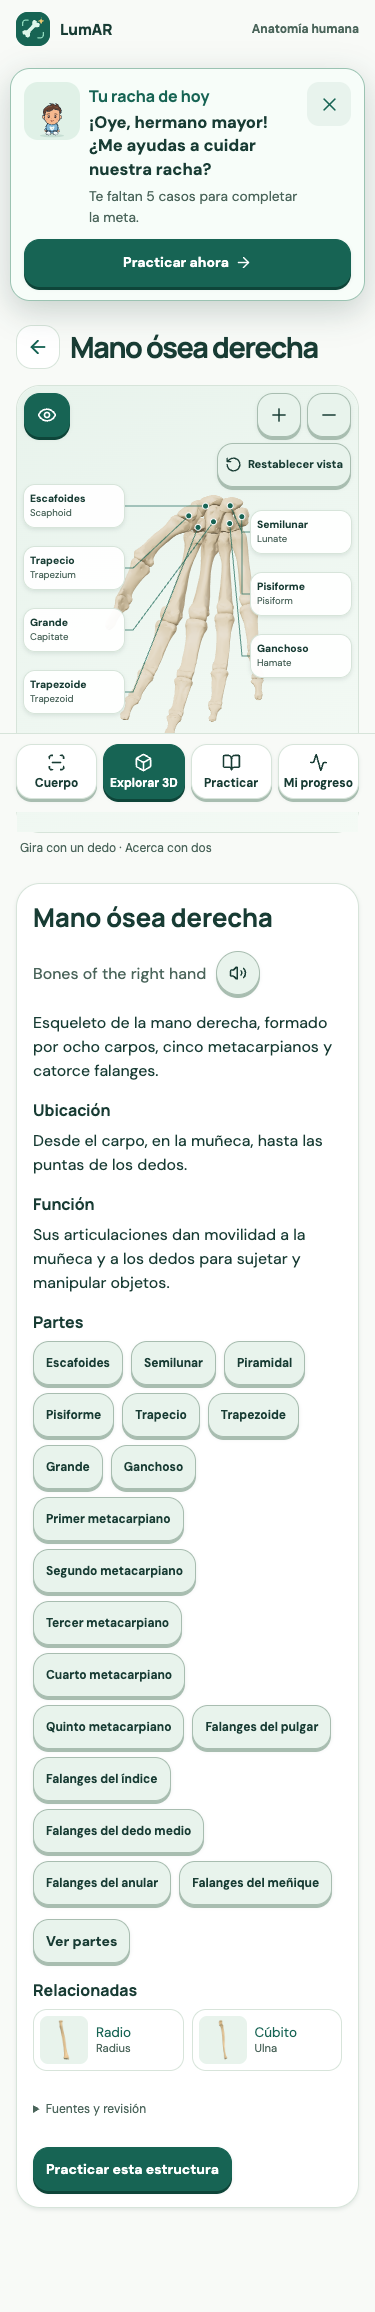 LumAR
Anatomía humana
Tu racha de hoy
¡Oye, hermano mayor!
¿Me ayudas a cuidar
nuestra racha?
Te faltan 5 casos para completar
la meta.
Practicar ahora →
Mano ósea derecha
Restablecer vista
Escafoides
Scaphoid
Semilunar
Lunate
Trapecio
Trapezium
Pisiforme
Pisiform
Grande
Capitate
Ganchoso
Hamate
Trapezoide
Trapezoid
Cuerpo
Explorar 3D
Practicar
Mi progreso
Gira con un dedo · Acerca con dos
Mano ósea derecha
Bones of the right hand
Esqueleto de la mano derecha, formado
por ocho carpos, cinco metacarpianos y
catorce falanges.
Ubicación
Desde el carpo, en la muñeca, hasta las
puntas de los dedos.
Función
Sus articulaciones dan movilidad a la
muñeca y a los dedos para sujetar y
manipular objetos.
Partes
Escafoides Semilunar Piramidal
Pisiforme Trapecio Trapezoide
Grande Ganchoso
Primer metacarpiano
Segundo metacarpiano
Tercer metacarpiano
Cuarto metacarpiano
Quinto metacarpiano Falanges del pulgar
Falanges del índice
Falanges del dedo medio
Falanges del anular Falanges del meñique
Ver partes
Relacionadas
Radio
Radius
Cúbito
Ulna
Fuentes y revisión
Practicar esta estructura